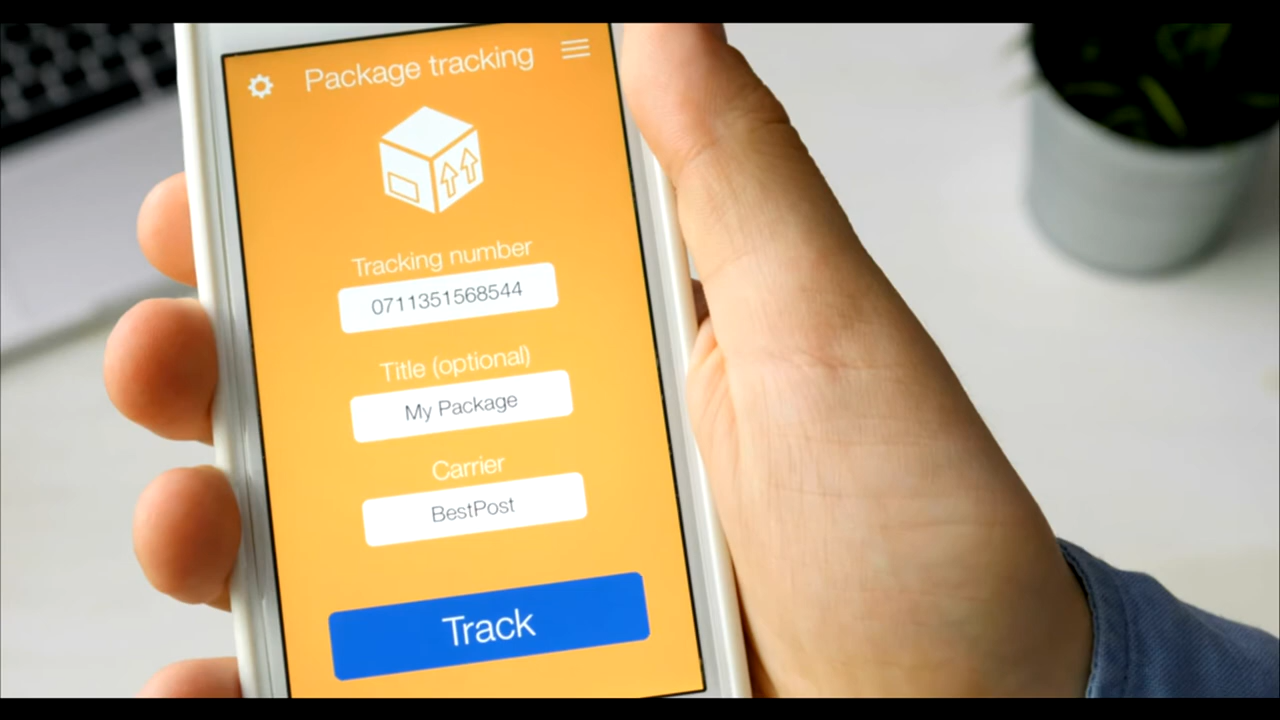 Package tracking
Tracking number
0711351568544
Title (optional)
My Package
Carrier
BestPost
Track